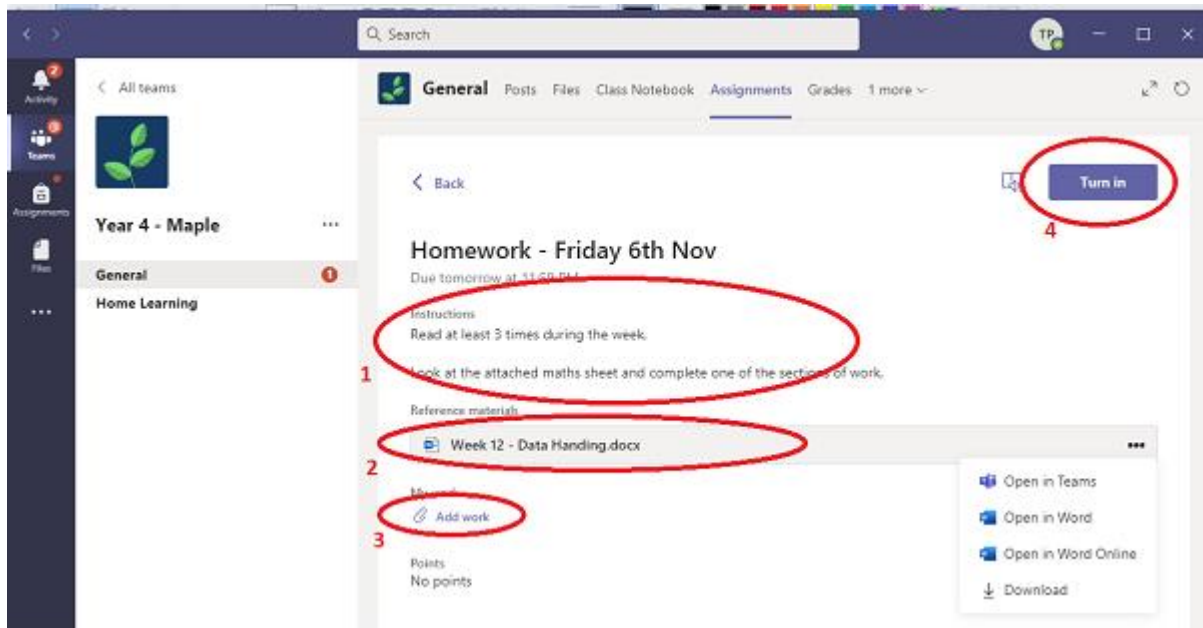 Search
TP
2
Activity
Teams
Assignments
Files
All teams
Year 4 - Maple
General
1
Home Learning
General Posts Files Class Notebook Assignments Grades 1 more
Back
Turn in
4
Homework - Friday 6th Nov
Due tomorrow at 11:59 PM
Instructions
Read at least 3 times during the week.
1
Look at the attached maths sheet and complete one of the sections of work.
Reference materials
Week 12 - Data Handing.docx
2
My work
Add work
3
Points
No points
Open in Teams
Open in Word
Open in Word Online
Download